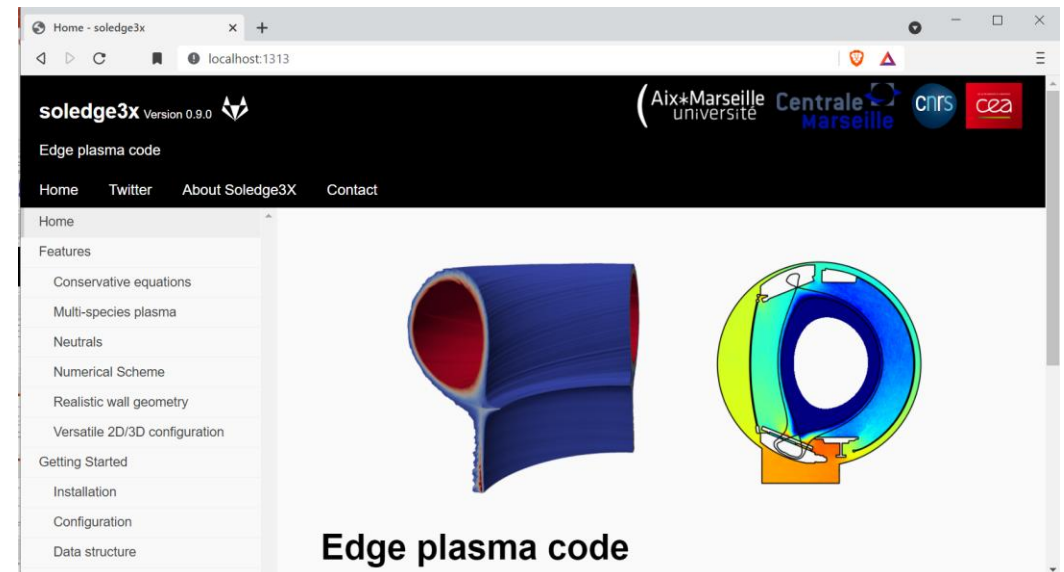 Home - soledge3x
localhost:1313
soledge3x Version 0.9.0
Edge plasma code
Aix*Marseille
université
Centrale
Marseille
cnrs
cea
Home Twitter About Soledge3X Contact
Home
Features
Conservative equations
Multi-species plasma
Neutrals
Numerical Scheme
Realistic wall geometry
Versatile 2D/3D configuration
Getting Started
Installation
Configuration
Data structure
Edge plasma code